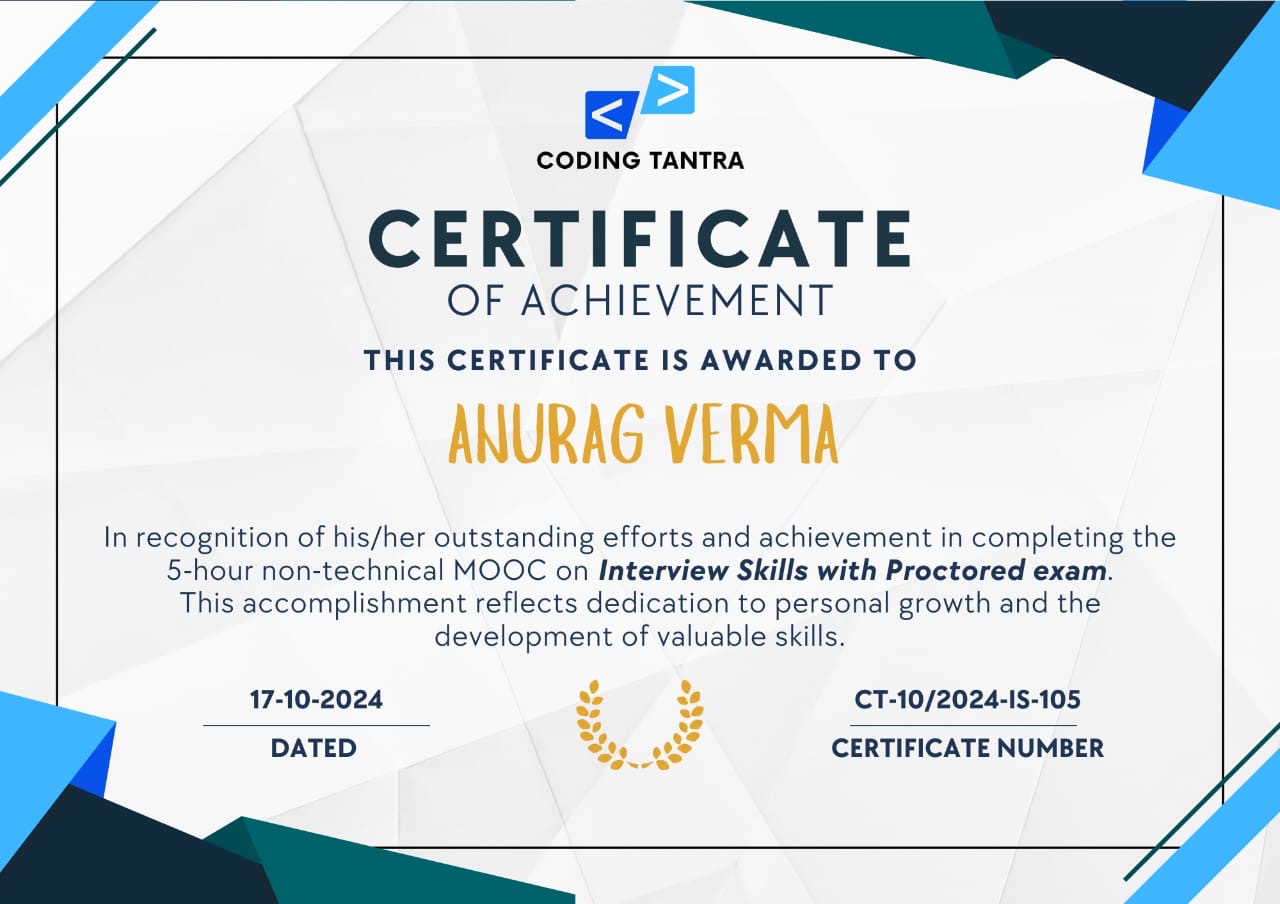 < >
CODING TANTRA
CERTIFICATE
OF ACHIEVEMENT
THIS CERTIFICATE IS AWARDED TO
ANURAG VERMA
In recognition of his/her outstanding efforts and achievement in completing the
5-hour non-technical MOOC on Interview Skills with Proctored exam.
This accomplishment reflects dedication to personal growth and the
development of valuable skills.
17-10-2024
DATED
CT-10/2024-IS-105
CERTIFICATE NUMBER